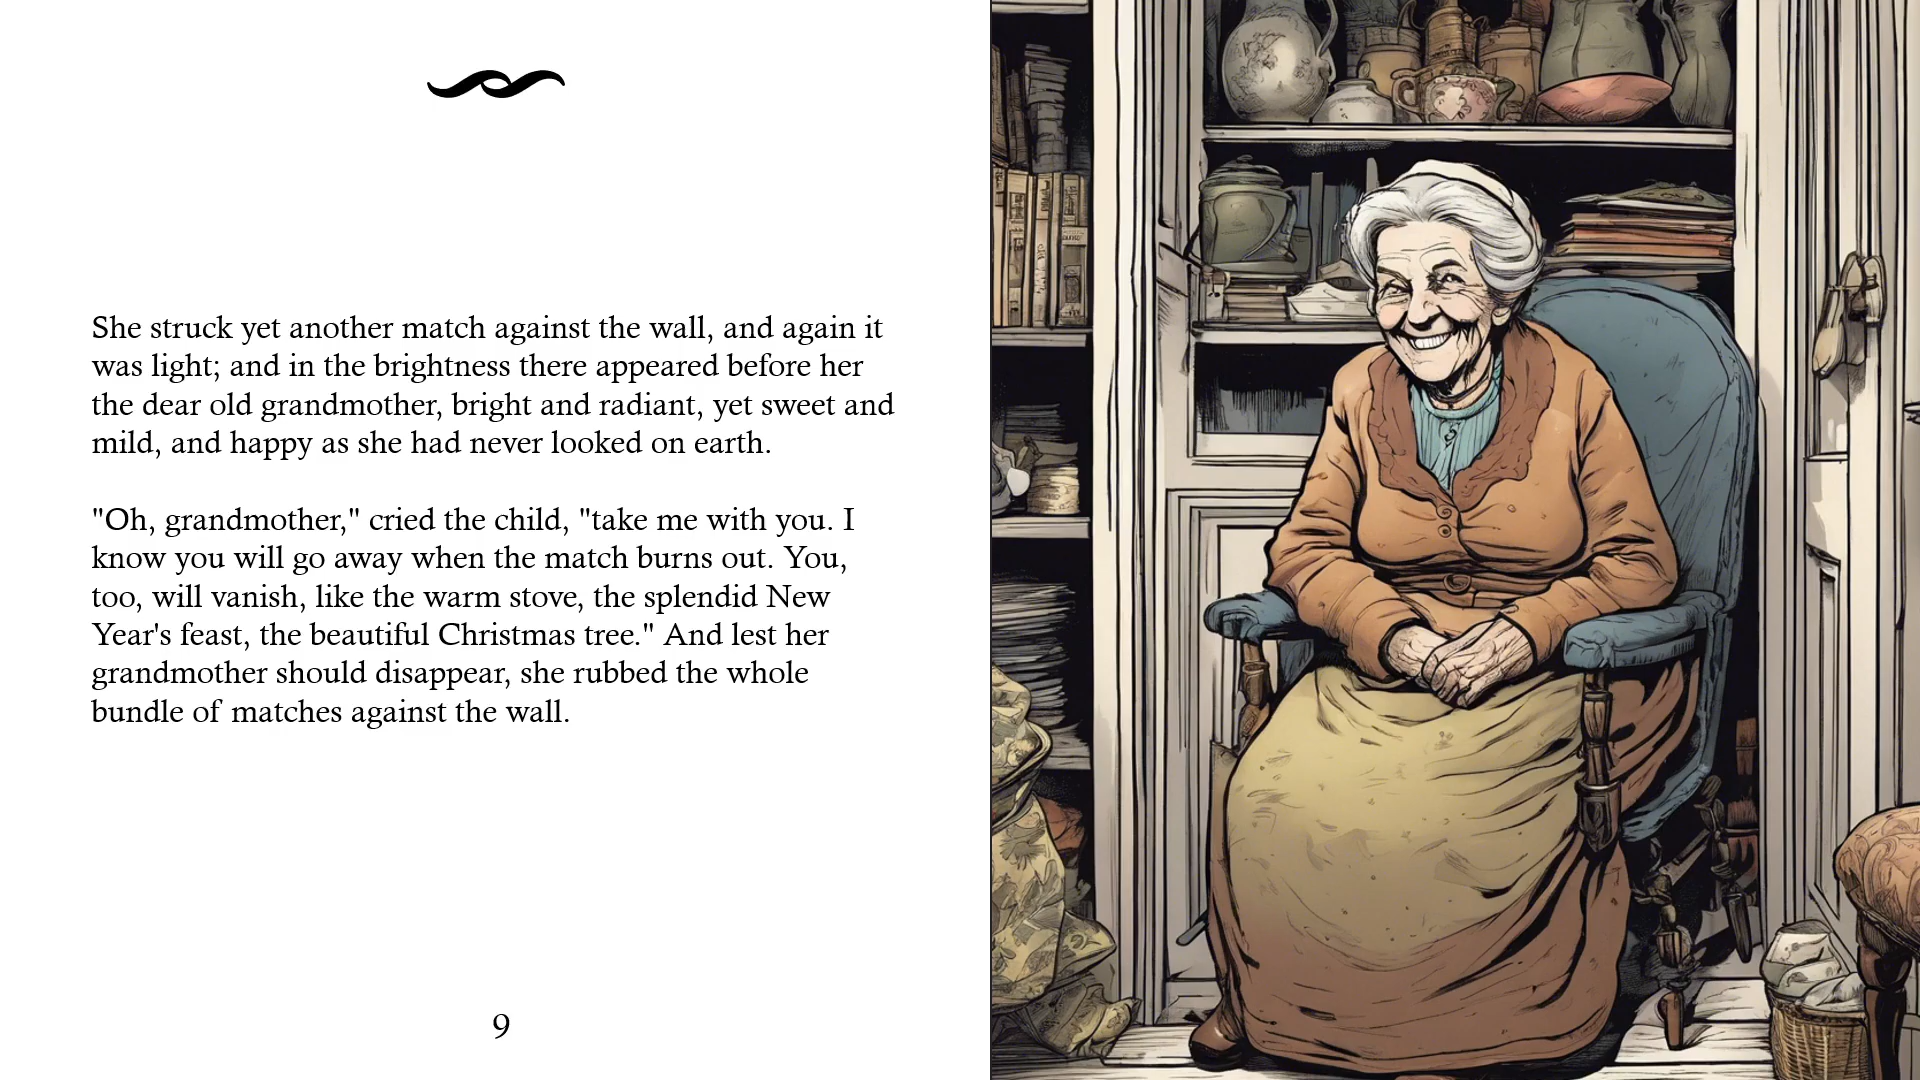 She struck yet another match against the wall, and again it
was light; and in the brightness there appeared before her
the dear old grandmother, bright and radiant, yet sweet and
mild, and happy as she had never looked on earth.
"Oh, grandmother," cried the child, "take me with you. I
know you will go away when the match burns out. You,
too, will vanish, like the warm stove, the splendid New
Year's feast, the beautiful Christmas tree." And lest her
grandmother should disappear, she rubbed the whole
bundle of matches against the wall.
9